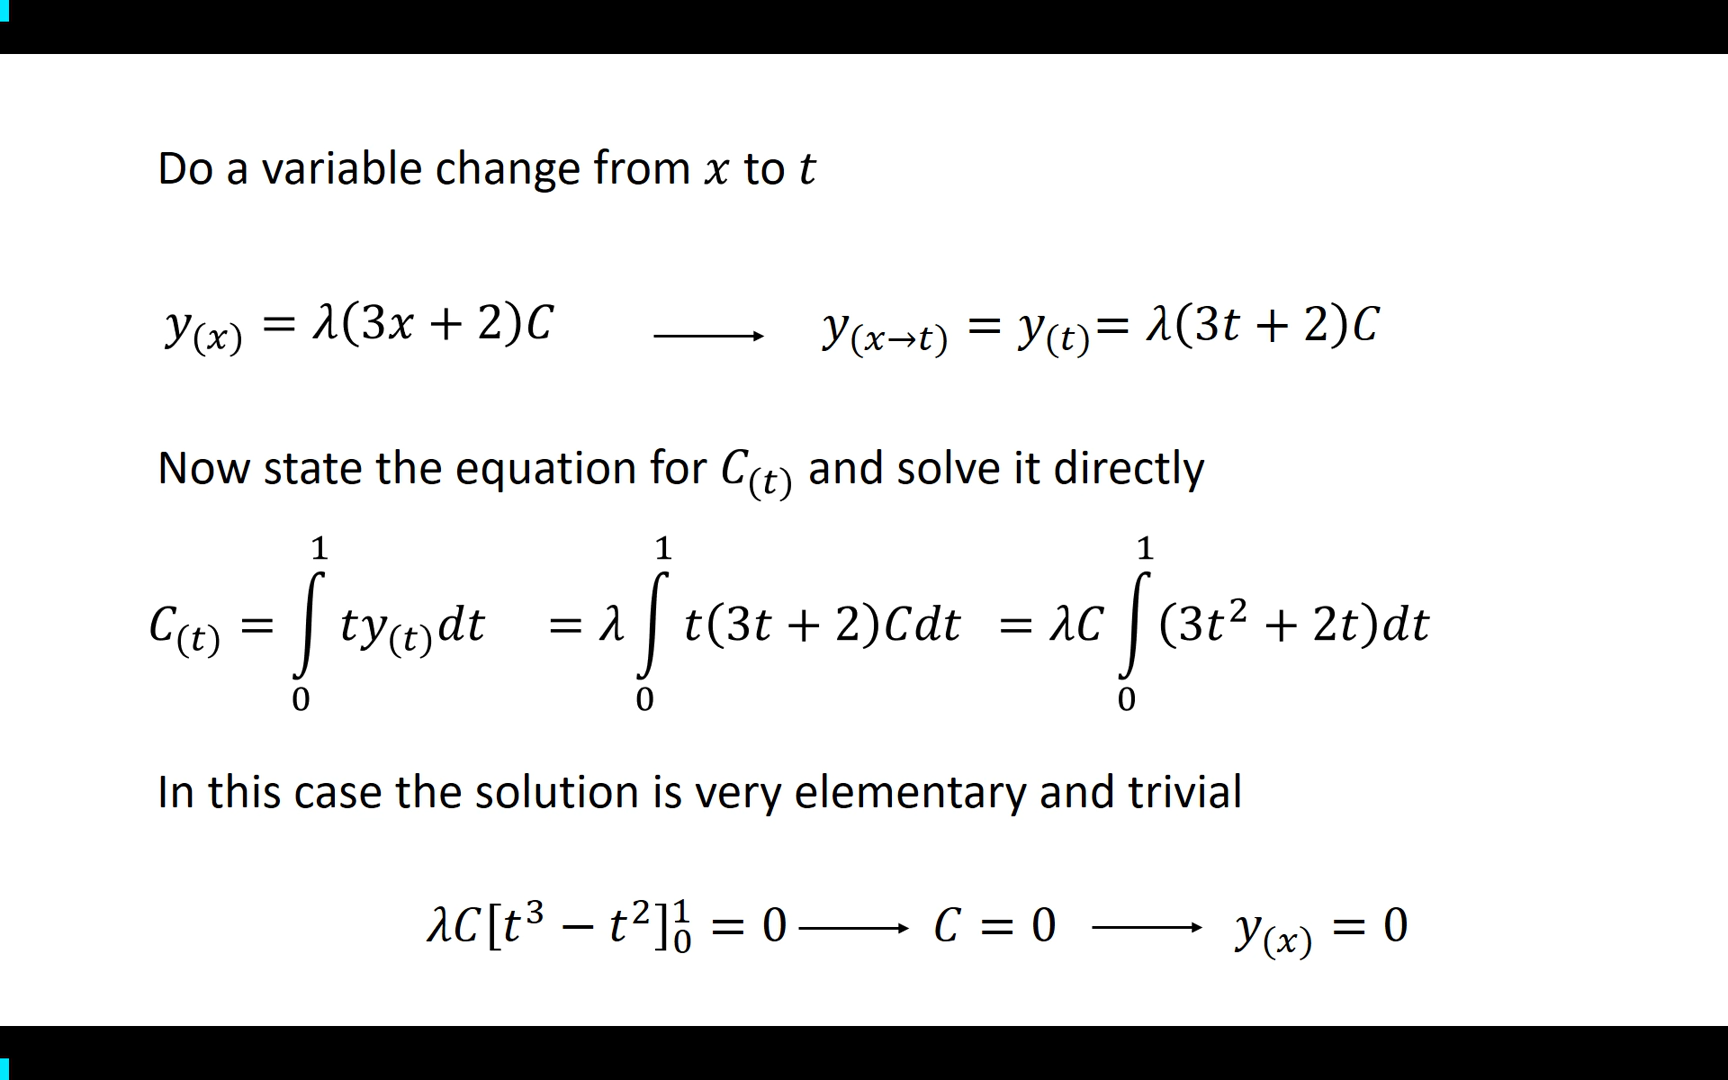 Do a variable change from x to t
y₍ₓ₎ = λ(3x + 2)C ⟶ y₍ₓ→ₜ₎ = y₍ₜ₎= λ(3t + 2)C
Now state the equation for C₍ₜ₎ and solve it directly
C₍ₜ₎ = ∫₀¹ ty₍ₜ₎dt = λ ∫₀¹ t(3t + 2)Cdt = λC ∫₀¹ (3t² + 2t)dt
In this case the solution is very elementary and trivial
λC[t³ − t²]₀¹ = 0 ⟶ C = 0 ⟶ y₍ₓ₎ = 0